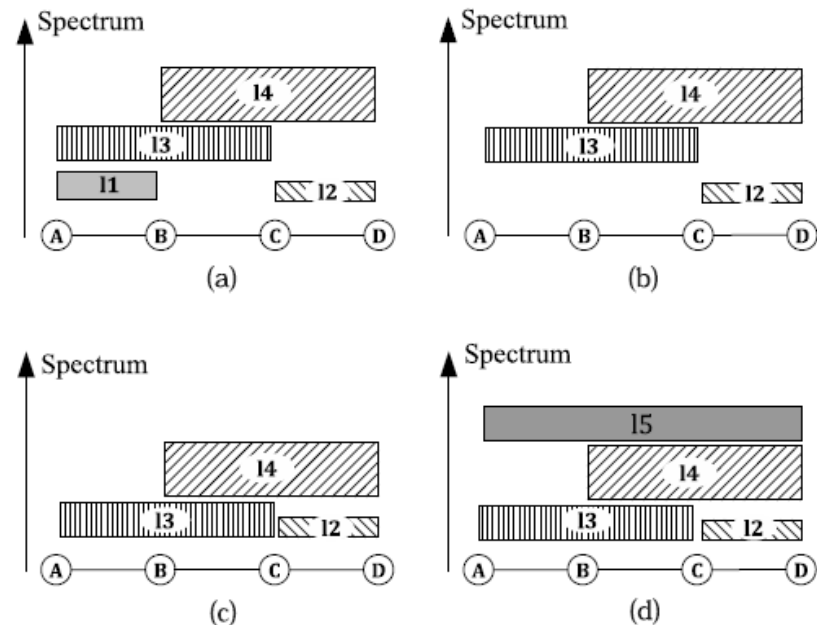 Spectrum
l4
l3
l1
l2
A B C D
(a)
Spectrum
l4
l3
l2
A B C D
(b)
Spectrum
l4
l3
l2
A B C D
(c)
Spectrum
l5
l4
l3
l2
A B C D
(d)